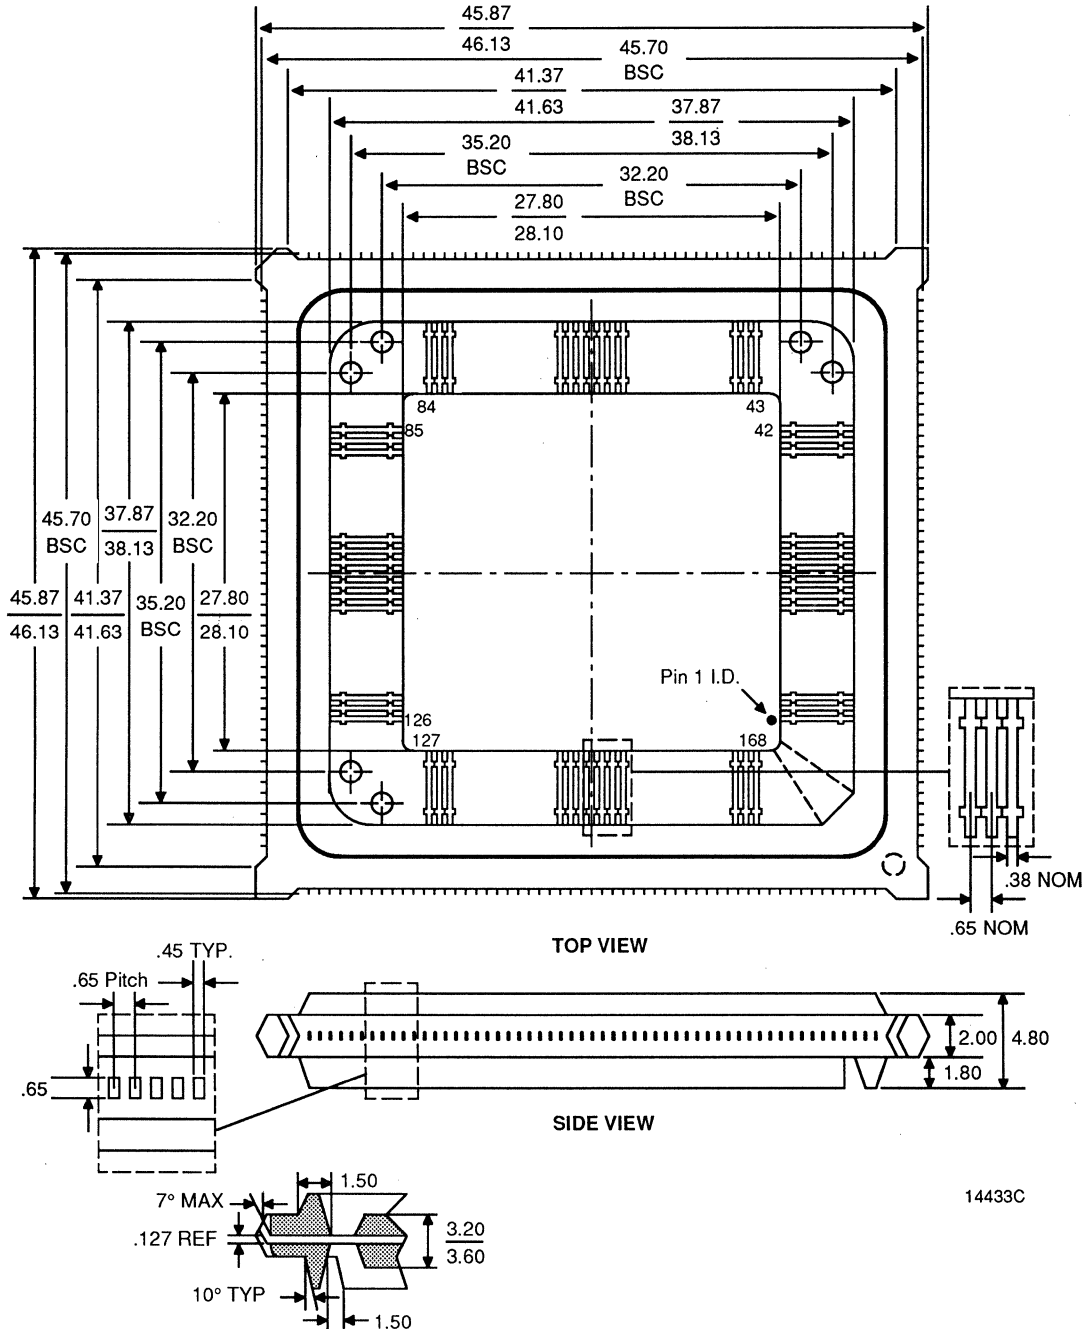 45.87
46.13
45.70
BSC
41.37
41.63
37.87
38.13
35.20
BSC
32.20
BSC
27.80
28.10
84
43
85
42
45.70
BSC
37.87
38.13
32.20
BSC
45.87
46.13
41.37
41.63
35.20
BSC
27.80
28.10
Pin 1 I.D.
126
127
168
.38 NOM
.65 NOM
TOP VIEW
.45 TYP.
.65 Pitch
.65
2.00
4.80
1.80
SIDE VIEW
1.50
7° MAX
.127 REF
3.20
3.60
10° TYP
1.50
14433C